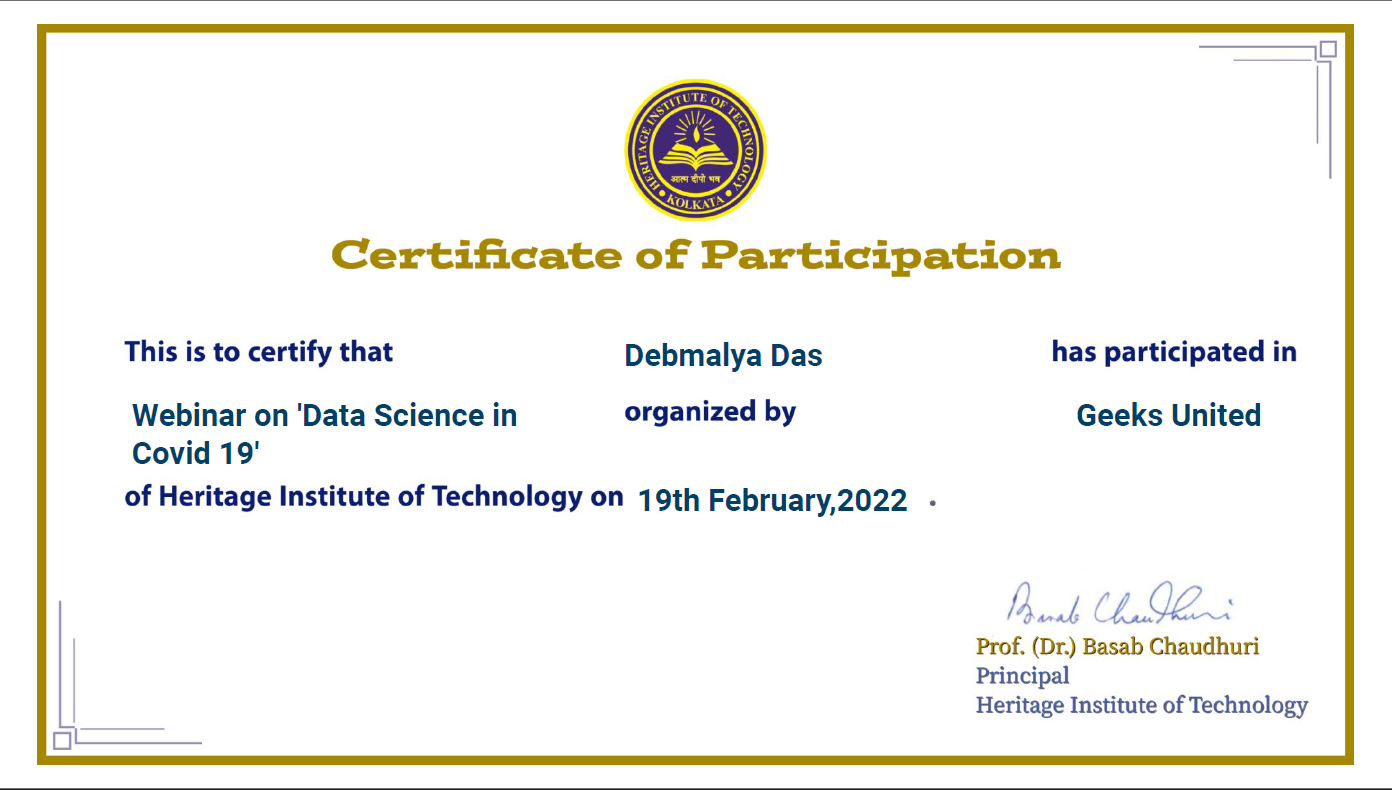 HERITAGE INSTITUTE OF TECHNOLOGY
आत्म दीपो भव
KOLKATA
Certificate of Participation
This is to certify that Debmalya Das has participated in
Webinar on 'Data Science in organized by Geeks United
Covid 19'
of Heritage Institute of Technology on 19th February,2022 .
Basab Chaudhuri
Prof. (Dr.) Basab Chaudhuri
Principal
Heritage Institute of Technology